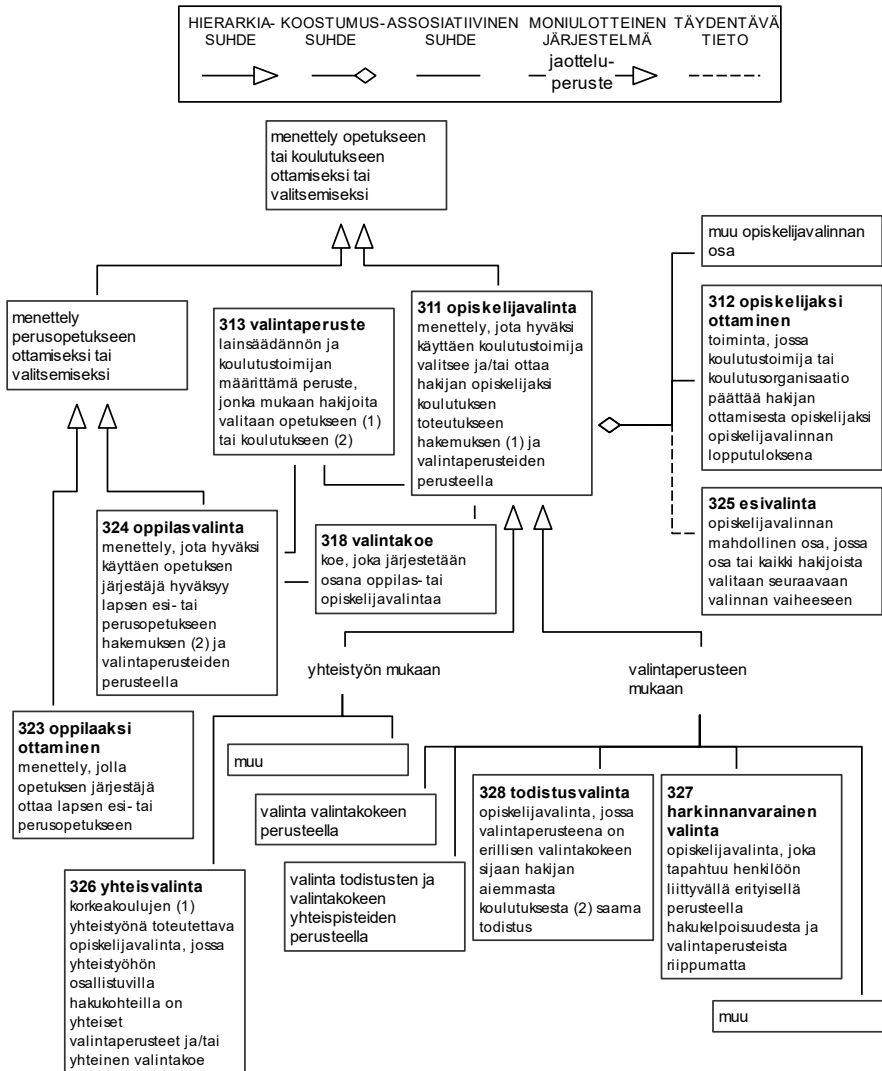 HIERARKIA-
SUHDE
KOOSTUMUS-
SUHDE
ASSOSIATIIVINEN
SUHDE
MONIULOTTEINEN
JÄRJESTELMÄ
jaottelu-
peruste
TÄYDENTÄVÄ
TIETO
menettely opetukseen
tai koulutukseen
ottamiseksi tai
valitsemiseksi
menettely
perusopetukseen
ottamiseksi tai
valitsemiseksi
313 valintaperuste
lainsäädännön ja
koulutustoimijan
määrittämä peruste,
jonka mukaan hakijoita
valitaan opetukseen (1)
tai koulutukseen (2)
311 opiskelijavalinta
menettely, jota hyväksi
käyttäen koulutustoimija
valitsee ja/tai ottaa
hakijan opiskelijaksi
koulutuksen
toteutukseen
hakemuksen (1) ja
valintaperusteiden
perusteella
muu opiskelijavalinnan
osa
312 opiskelijaksi
ottaminen
toiminta, jossa
koulutustoimija tai
koulutusorganisaatio
päättää hakijan
ottamisesta opiskelijaksi
opiskelijavalinnan
lopputuloksena
325 esivalinta
opiskelijavalinnan
mahdollinen osa, jossa
osa tai kaikki hakijoista
valitaan seuraavaan
valinnan vaiheeseen
324 oppilasvalinta
menettely, jota hyväksi
käyttäen opetuksen
järjestäjä hyväksyy
lapsen esi- tai
perusopetukseen
hakemuksen (2) ja
valintaperusteiden
perusteella
318 valintakoe
koe, joka järjestetään
osana oppilas- tai
opiskelijavalintaa
yhteistyön mukaan
valintaperusteen
mukaan
323 oppilaaksi
ottaminen
menettely, jolla
opetuksen järjestäjä
ottaa lapsen esi- tai
perusopetukseen
muu
valinta valintakokeen
perusteella
328 todistusvalinta
opiskelijavalinta, jossa
valintaperusteena on
erillisen valintakokeen
sijaan hakijan
aiemmasta
koulutuksesta (2) saama
todistus
327
harkinnanvarainen
valinta
opiskelijavalinta, joka
tapahtuu henkilöön
liittyvällä erityisellä
perusteella
hakukelpoisuudesta ja
valintaperusteista
riippumatta
valinta todistusten ja
valintakokeen
yhteispisteiden
perusteella
326 yhteisvalinta
korkeakoulujen (1)
yhteistyönä toteutettava
opiskelijavalinta, jossa
yhteistyöhön
osallistuvilla
hakukohteilla on
yhteiset
valintaperusteet ja/tai
yhteinen valintakoe
muu